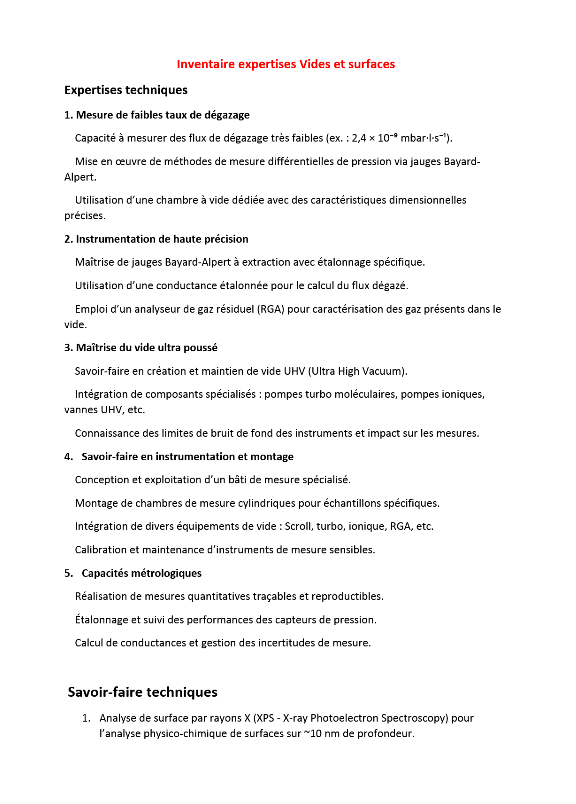 Inventaire expertises Vides et surfaces
Expertises techniques
1. Mesure de faibles taux de dégazage
Capacité à mesurer des flux de dégazage très faibles (ex. : 2,4 × 10⁻⁹ mbar·l·s⁻¹).
Mise en œuvre de méthodes de mesure différentielles de pression via jauges Bayard-
Alpert.
Utilisation d’une chambre à vide dédiée avec des caractéristiques dimensionnelles
précises.
2. Instrumentation de haute précision
Maîtrise de jauges Bayard-Alpert à extraction avec étalonnage spécifique.
Utilisation d’une conductance étalonnée pour le calcul du flux dégazé.
Emploi d’un analyseur de gaz résiduel (RGA) pour caractérisation des gaz présents dans le
vide.
3. Maîtrise du vide ultra poussé
Savoir-faire en création et maintien de vide UHV (Ultra High Vacuum).
Intégration de composants spécialisés : pompes turbo moléculaires, pompes ioniques,
vannes UHV, etc.
Connaissance des limites de bruit de fond des instruments et impact sur les mesures.
4. Savoir-faire en instrumentation et montage
Conception et exploitation d’un bâti de mesure spécialisé.
Montage de chambres de mesure cylindriques pour échantillons spécifiques.
Intégration de divers équipements de vide : Scroll, turbo, ionique, RGA, etc.
Calibration et maintenance d’instruments de mesure sensibles.
5. Capacités métrologiques
Réalisation de mesures quantitatives traçables et reproductibles.
Étalonnage et suivi des performances des capteurs de pression.
Calcul de conductances et gestion des incertitudes de mesure.
Savoir-faire techniques
1. Analyse de surface par rayons X (XPS - X-ray Photoelectron Spectroscopy) pour
l’analyse physico-chimique de surfaces sur ~10 nm de profondeur.